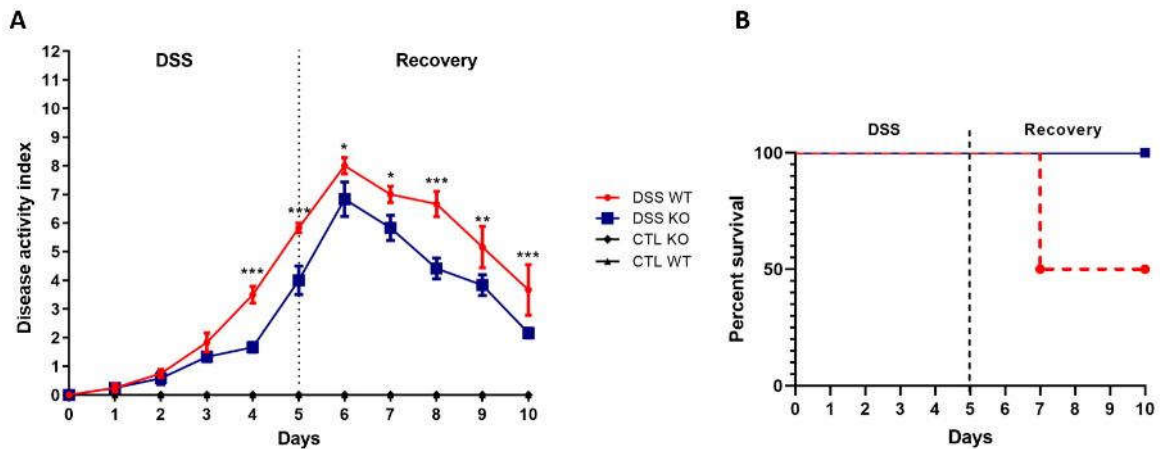 A
DSS
Recovery
12
11
10
9
8
7
6
5
4
3
2
1
0
Disease activity index
***
***
*
*
***
**
***
0 1 2 3 4 5 6 7 8 9 10
Days
DSS WT
DSS KO
CTL KO
CTL WT
B
DSS
Recovery
100
50
0
Percent survival
0 1 2 3 4 5 6 7 8 9 10
Days